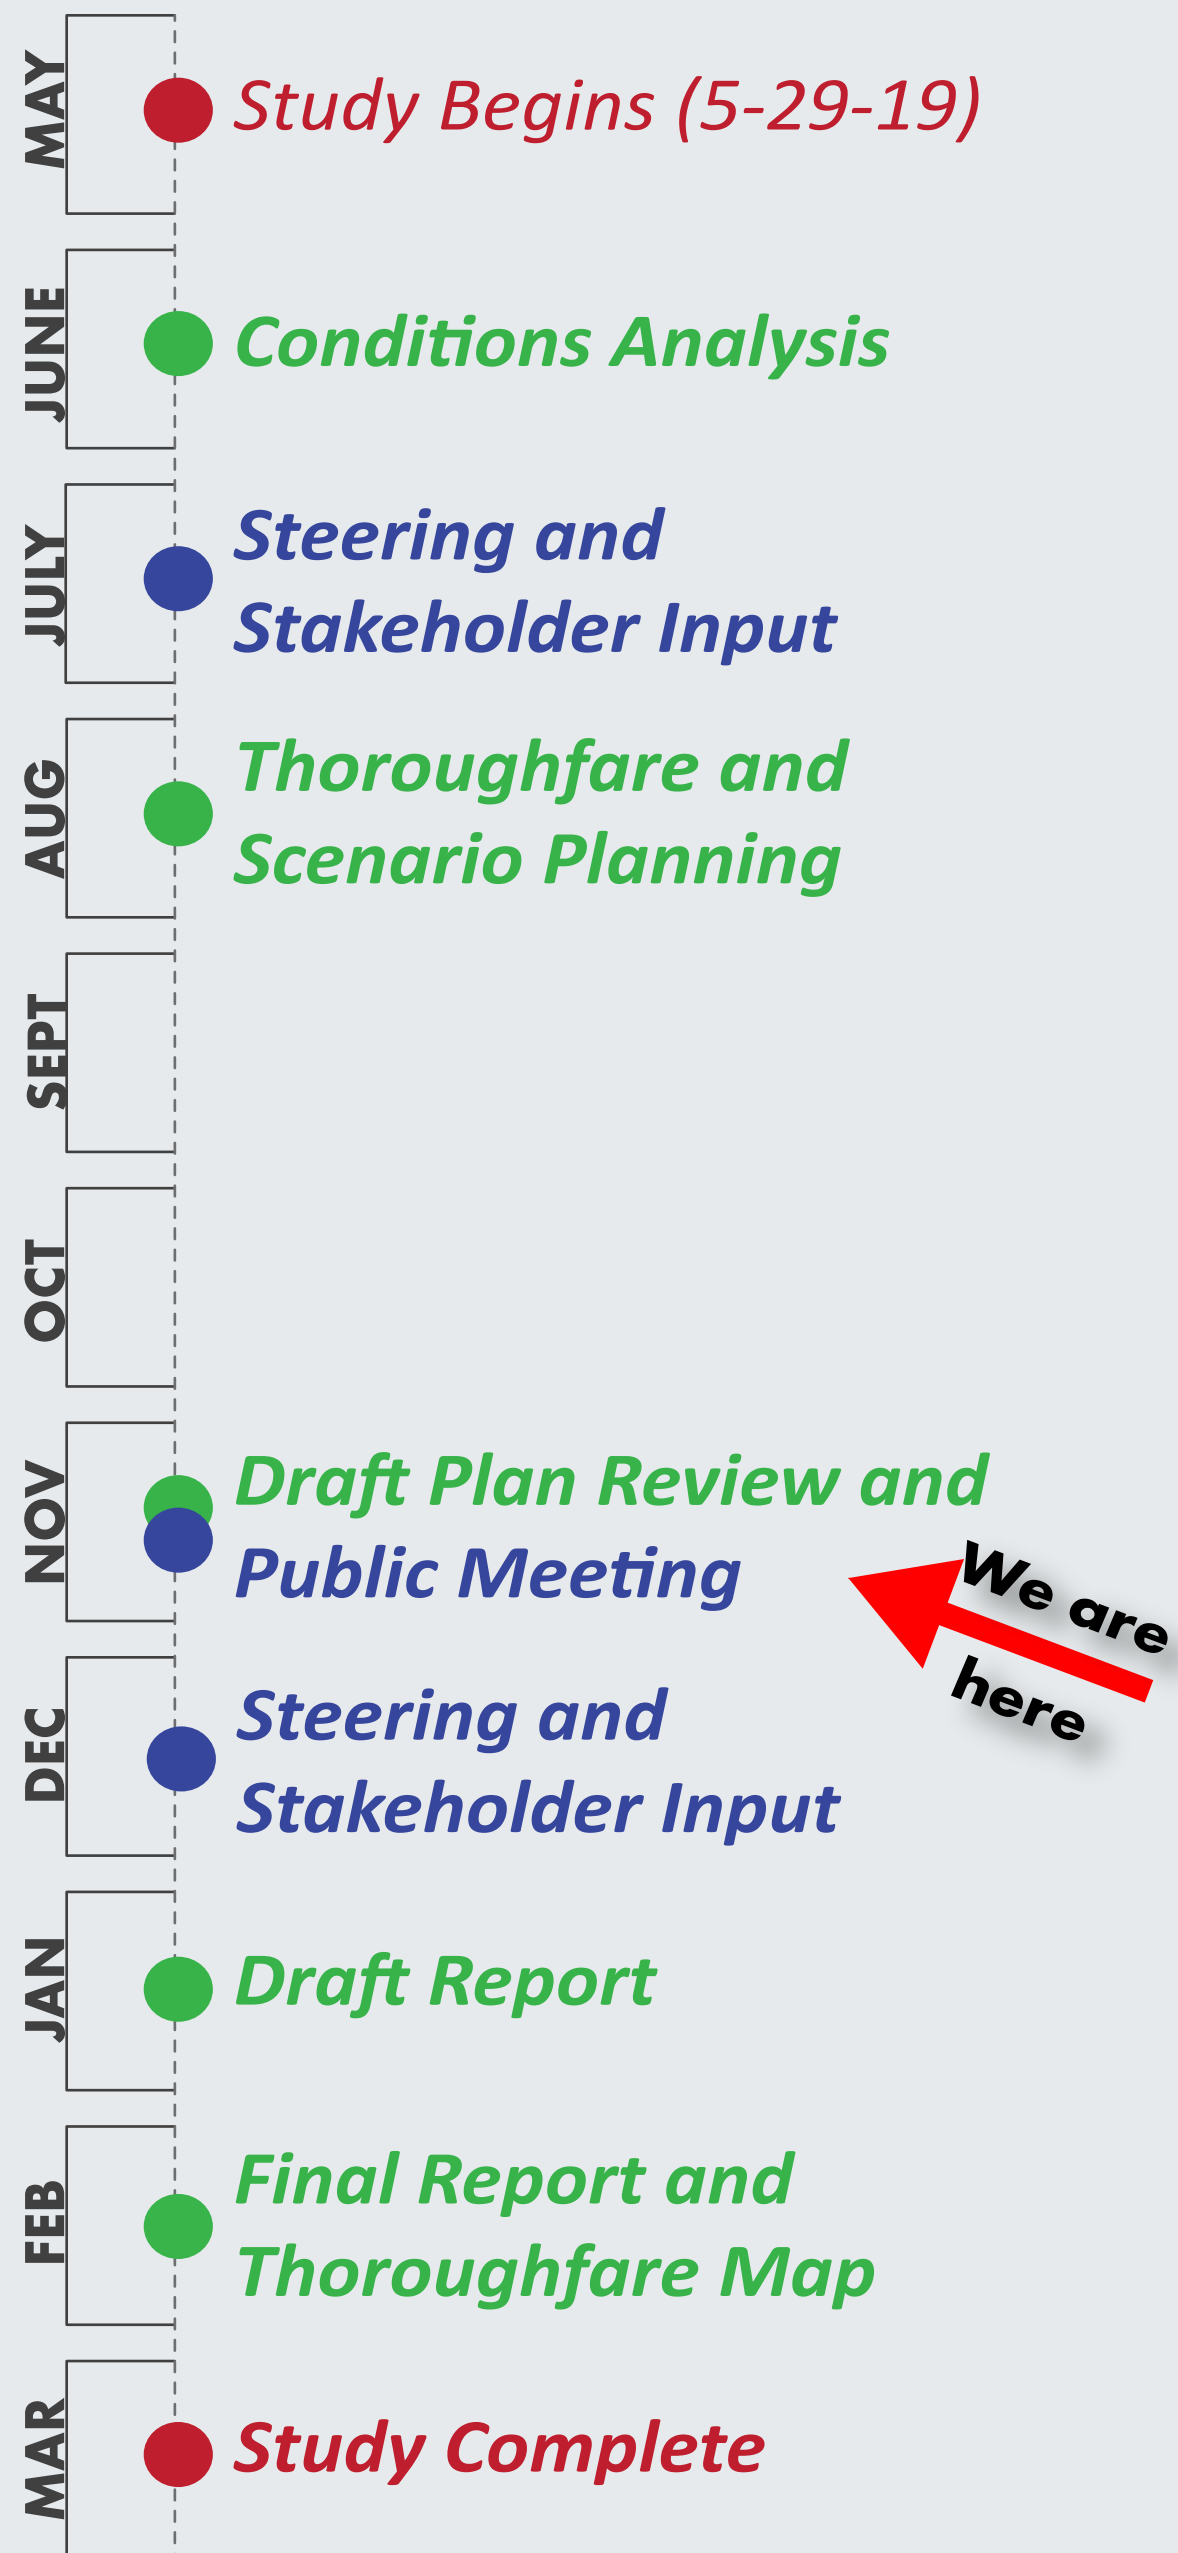 MAY
Study Begins (5-29-19)
JUNE
Conditions Analysis
JULY
Steering and
Stakeholder Input
AUG
Thoroughfare and
Scenario Planning
SEPT
OCT
NOV
Draft Plan Review and
Public Meeting
We are
here
DEC
Steering and
Stakeholder Input
JAN
Draft Report
FEB
Final Report and
Thoroughfare Map
MAR
Study Complete